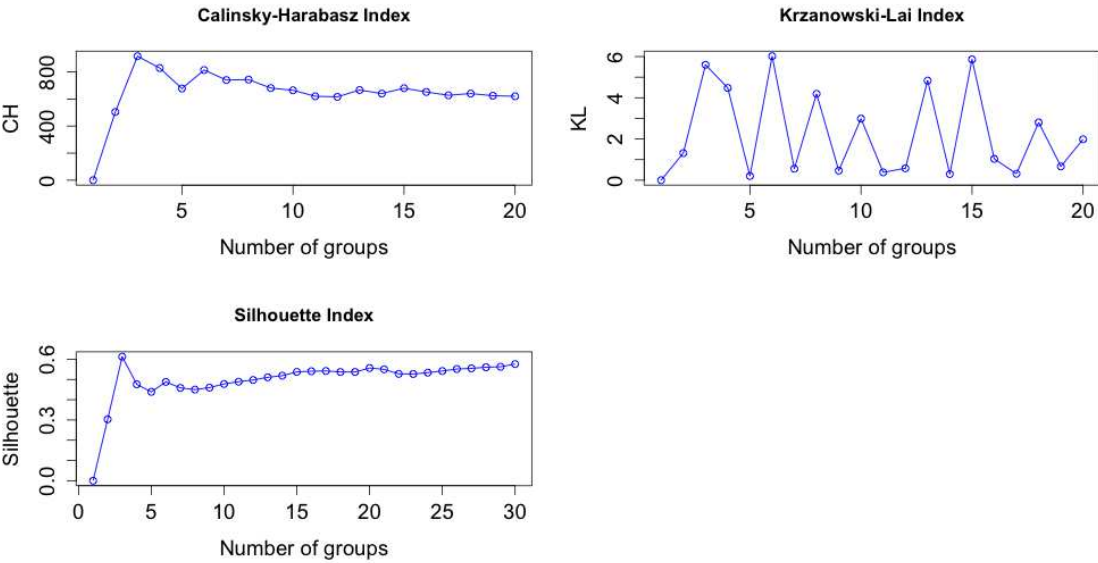 Calinsky-Harabasz Index
CH
800
400
0
5 10 15 20
Number of groups
Krzanowski-Lai Index
KL
6
4
2
0
5 10 15 20
Number of groups
Silhouette Index
Silhouette
0.6
0.3
0.0
0 5 10 15 20 25 30
Number of groups